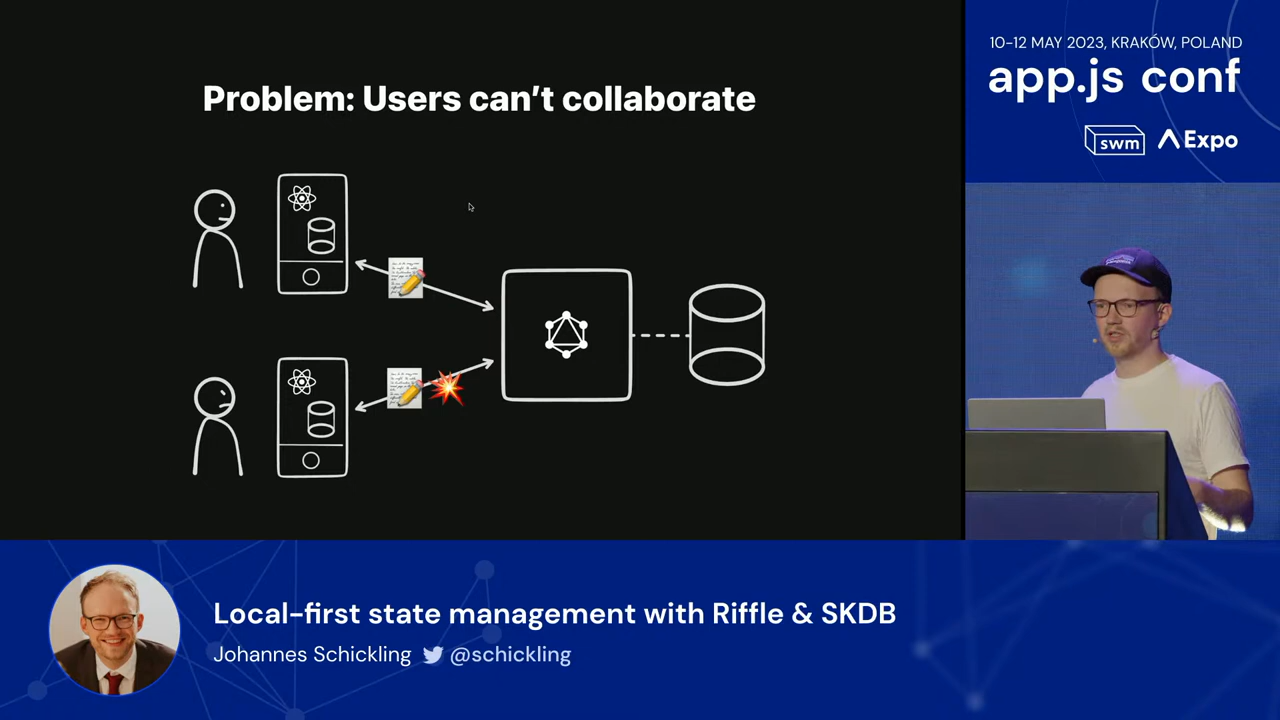 Problem: Users can't collaborate
10-12 MAY 2023, KRAKÓW, POLAND
app.js conf
swm
Expo
Local-first state management with Riffle & SKDB
Johannes Schickling @schickling